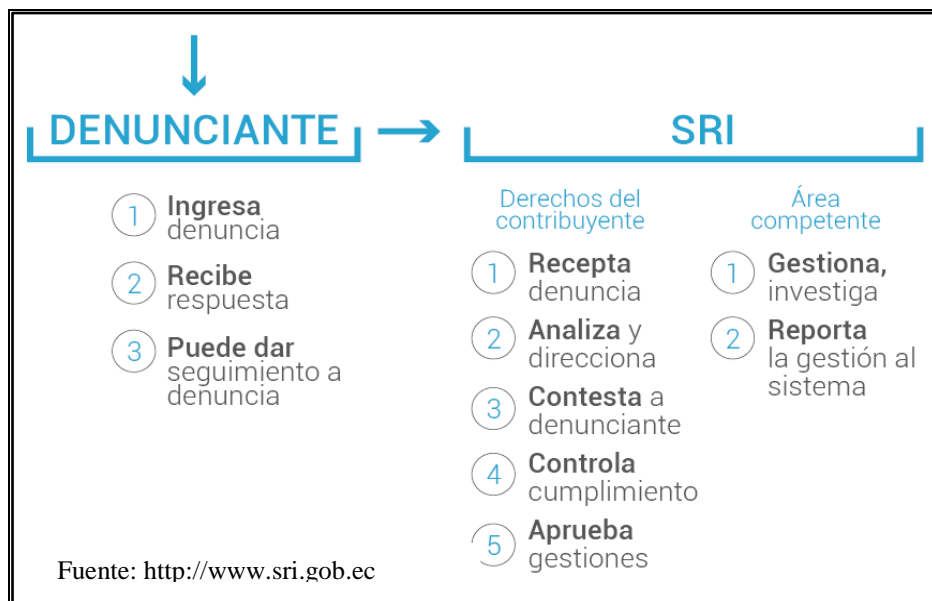 DENUNCIANTE
1 Ingresa
denuncia
2 Recibe
respuesta
3 Puede dar
seguimiento a
denuncia
SRI
Derechos del
contribuyente
1 Recepta
denuncia
2 Analiza y
direcciona
3 Contesta a
denunciante
4 Controla
cumplimiento
5 Aprueba
gestiones
Área
competente
1 Gestiona,
investiga
2 Reporta
la gestión al
sistema
Fuente: http://www.sri.gob.ec